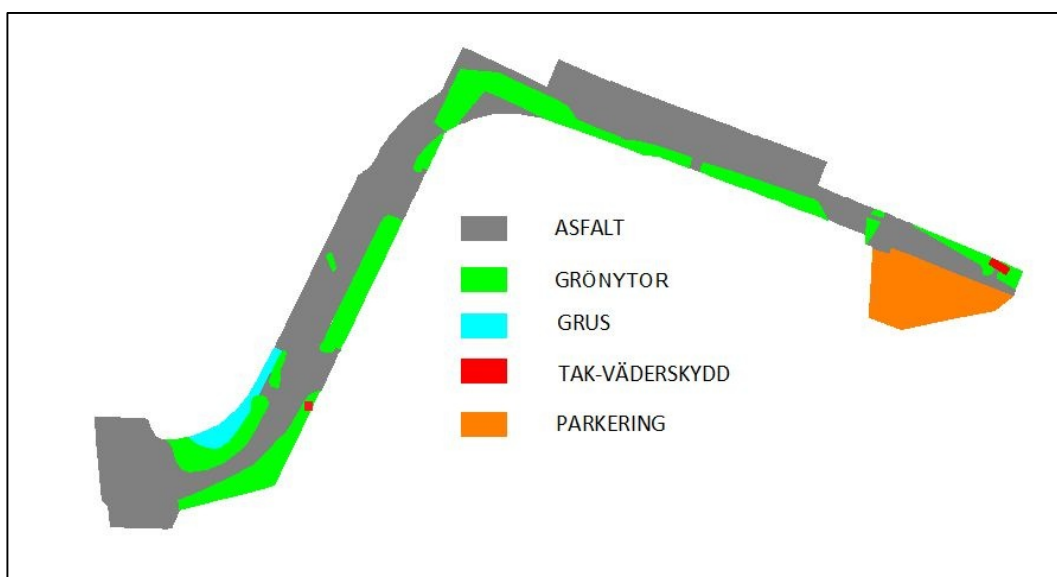 ASFALT
GRÖNYTOR
GRUS
TAK-VÄDERSKYDD
PARKERING